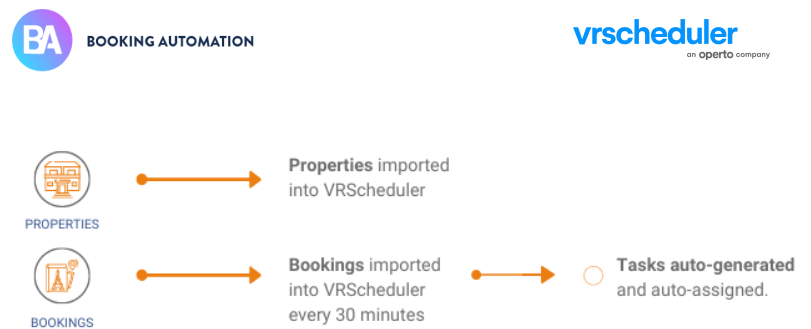 BA
BOOKING AUTOMATION
vrscheduler
an operto company
Properties imported
into VRScheduler
PROPERTIES
Bookings imported
into VRScheduler
every 30 minutes
Tasks auto-generated
and auto-assigned.
BOOKINGS